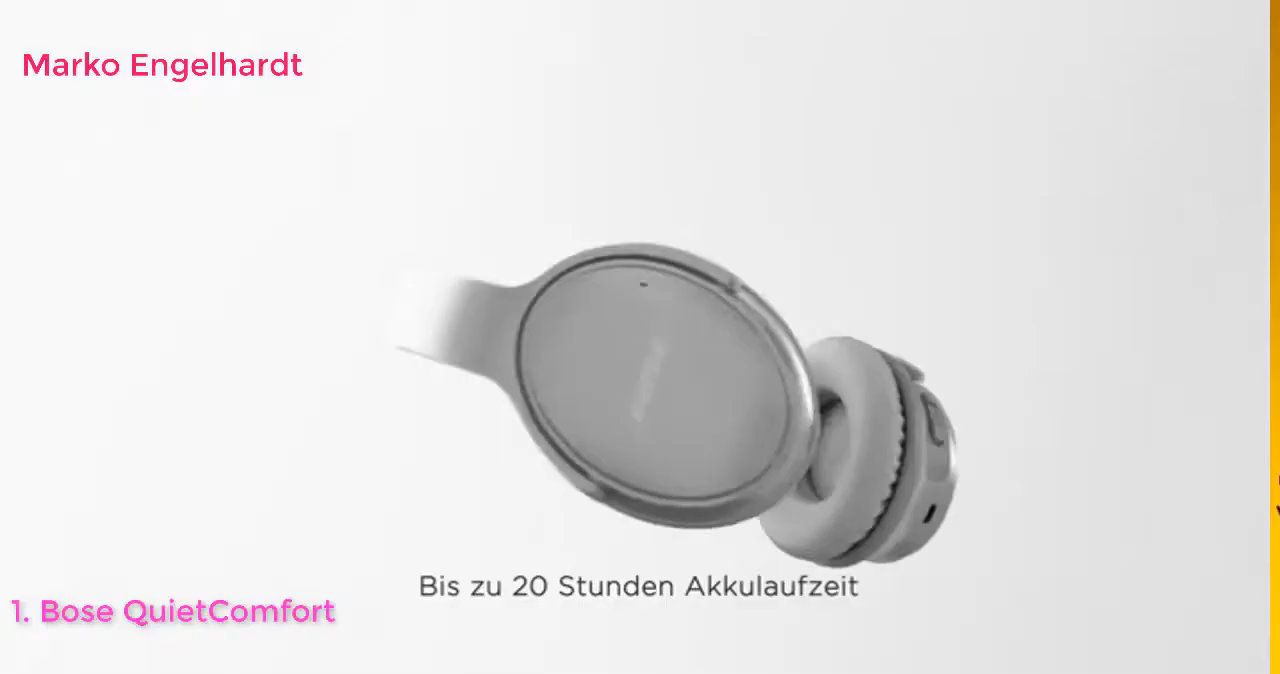 Marko Engelhardt
Bis zu 20 Stunden Akkulaufzeit
1. Bose QuietComfort